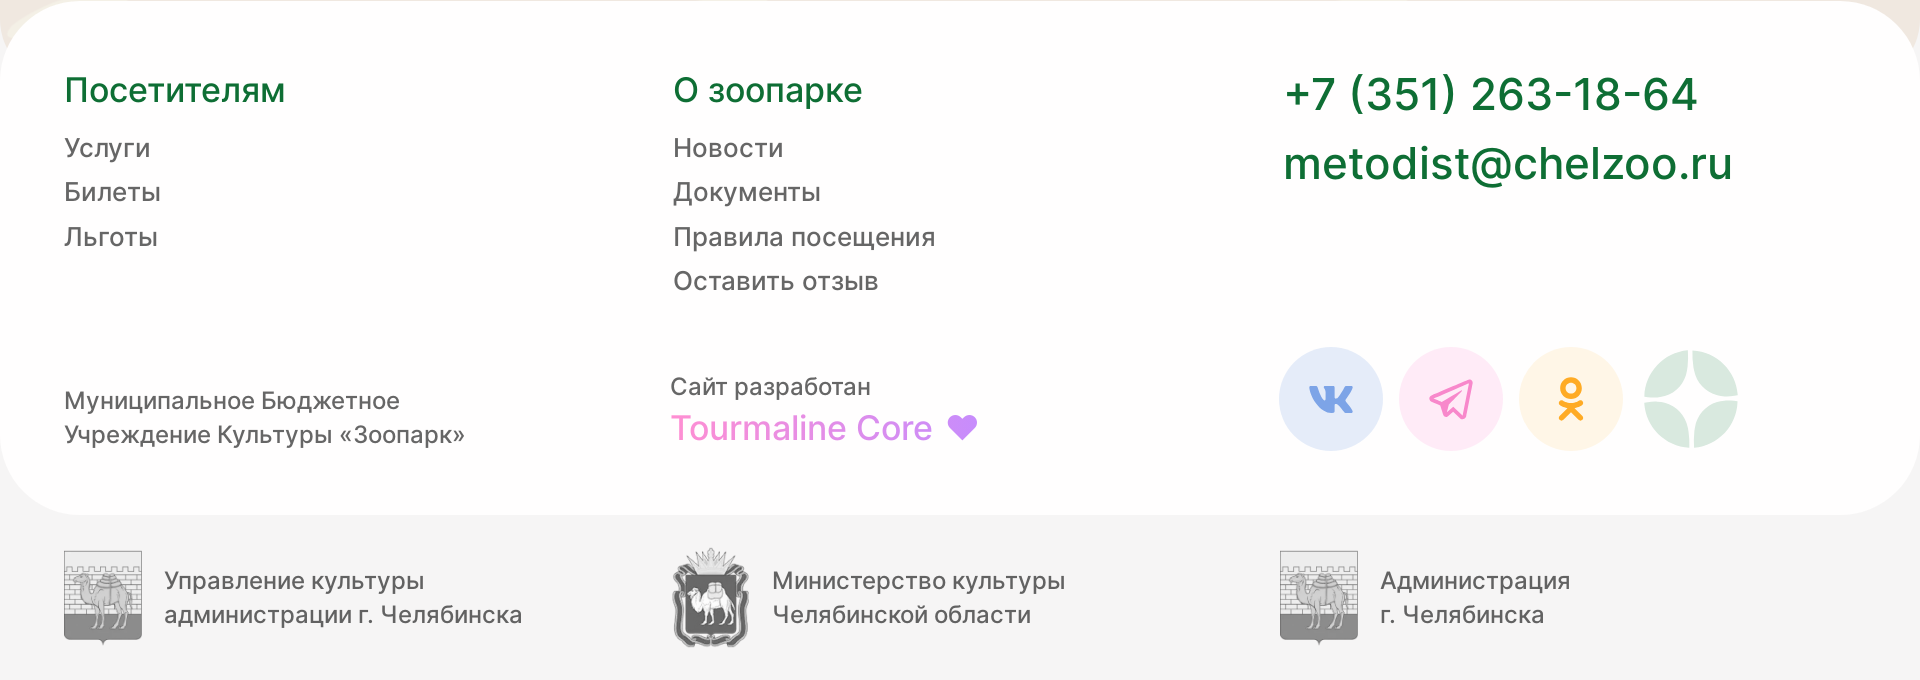 Посетителям
Услуги
Билеты
Льготы
О зоопарке
Новости
Документы
Правила посещения
Оставить отзыв
+7 (351) 263-18-64
metodist@chelzoo.ru
Муниципальное Бюджетное
Учреждение Культуры «Зоопарк»
Сайт разработан
Tourmaline Core
Управление культуры
администрации г. Челябинска
Министерство культуры
Челябинской области
Администрация
г. Челябинска